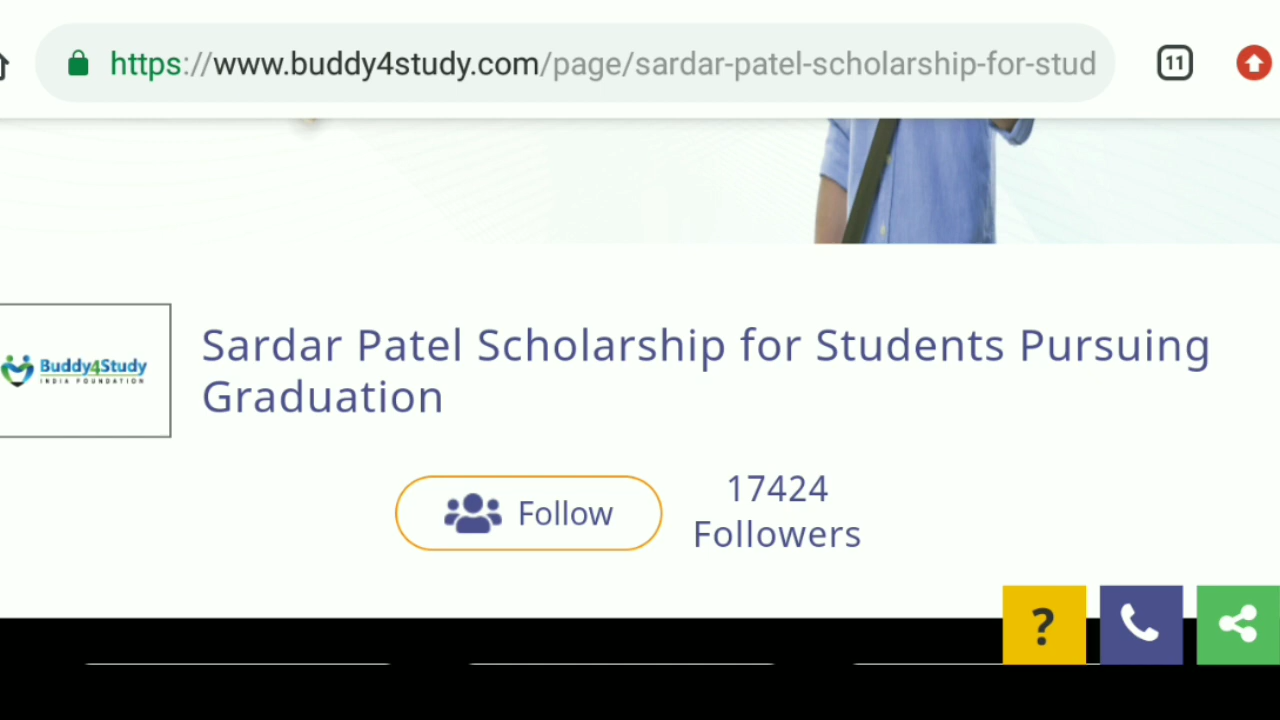 https://www.buddy4study.com/page/sardar-patel-scholarship-for-stud
11
Buddy4Study
INDIA FOUNDATION
Sardar Patel Scholarship for Students Pursuing
Graduation
Follow
17424
Followers
?